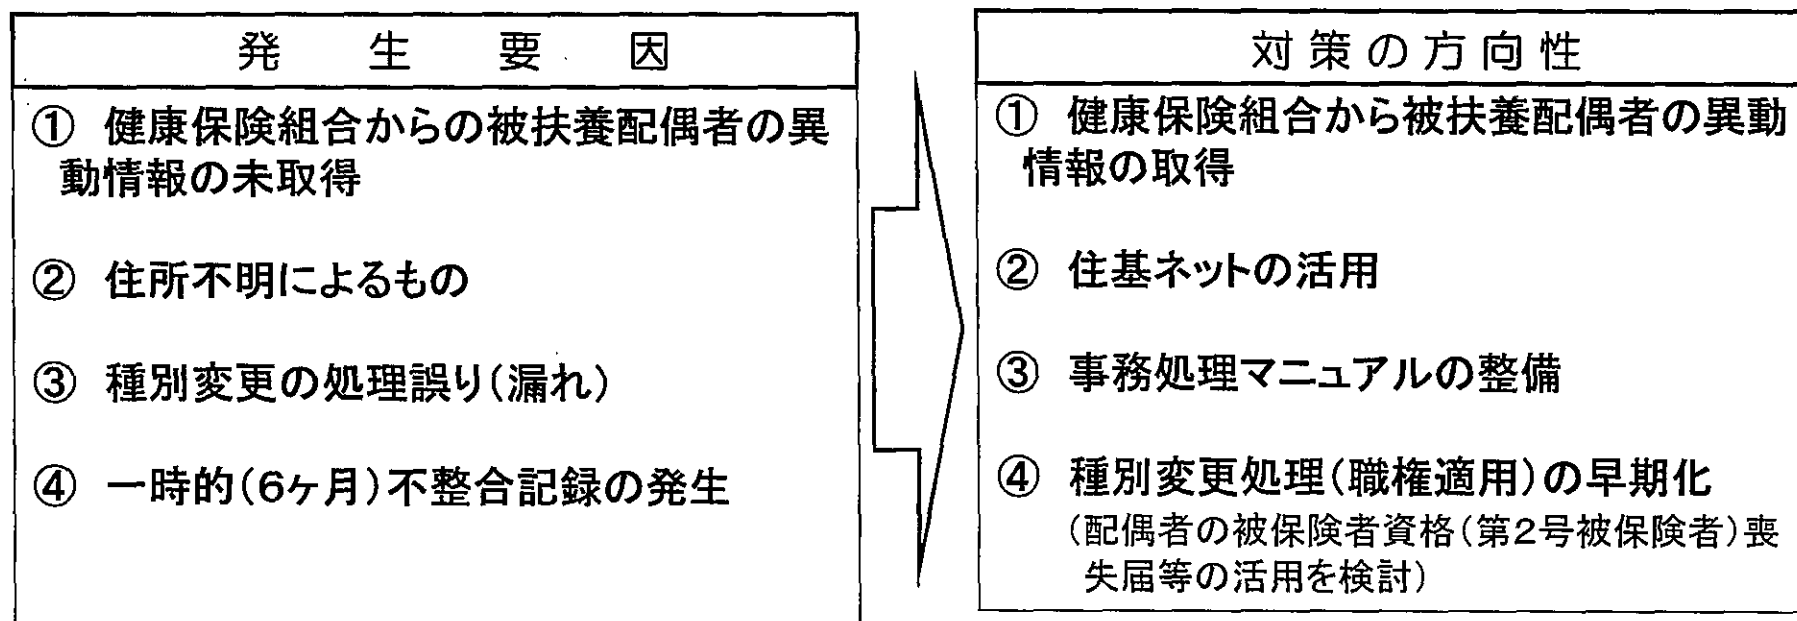 発生要因
① 健康保険組合からの被扶養配偶者の異
動情報の未取得
② 住所不明によるもの
③ 種別変更の処理誤り(漏れ)
④ 一時的(6ヶ月)不整合記録の発生
対策の方向性
① 健康保険組合から被扶養配偶者の異動
情報の取得
② 住基ネットの活用
③ 事務処理マニュアルの整備
④ 種別変更処理(職権適用)の早期化
(配偶者の被保険者資格(第2号被保険者)喪
失届等の活用を検討)